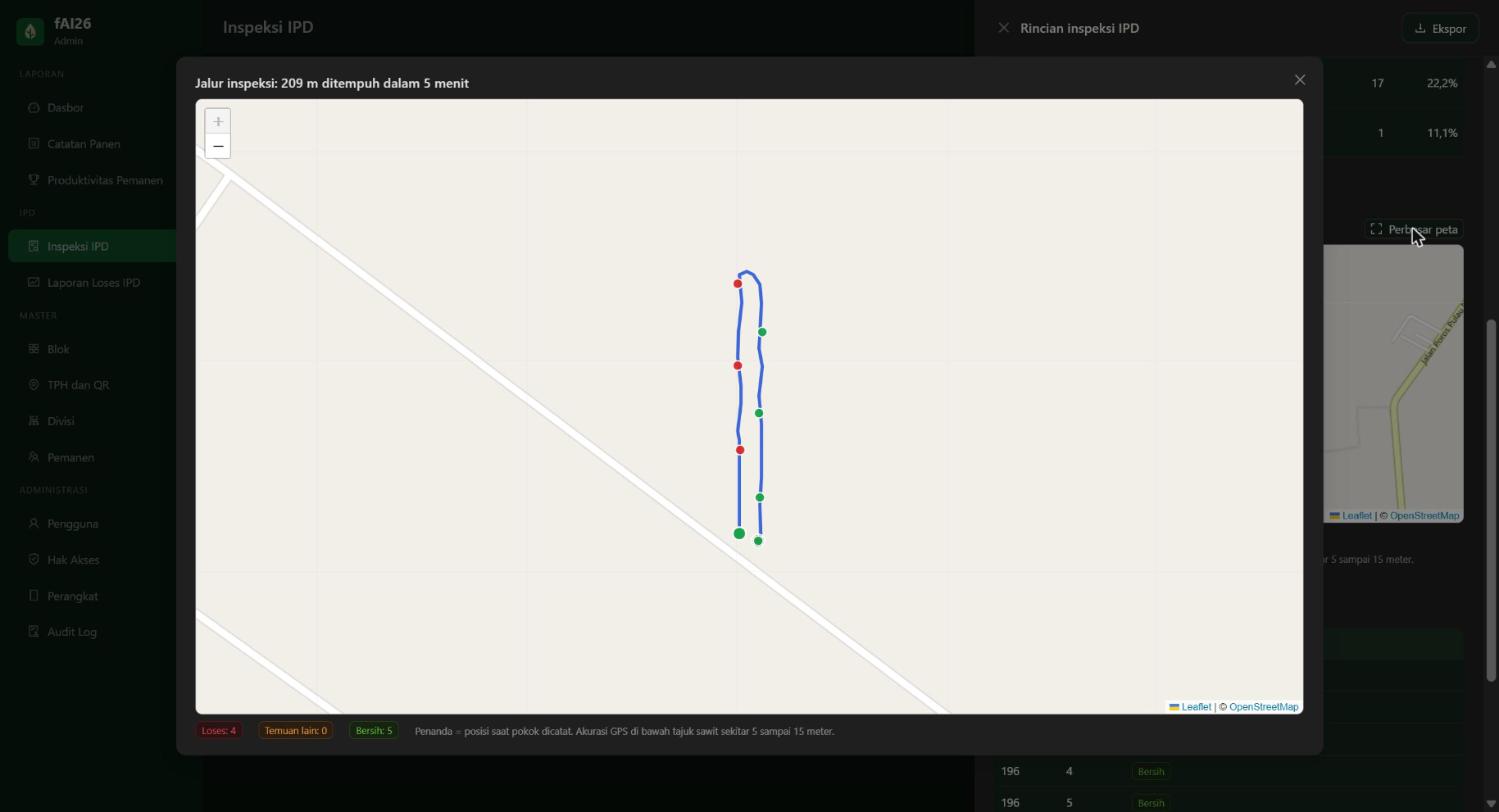 fAI26
Admin
LAPORAN
Dasbor
Catatan Panen
Produktivitas Pemanen
IPD
Inspeksi IPD
Laporan Loses IPD
MASTER
Blok
TPH dan QR
Divisi
Pemanen
ADMINISTRASI
Pengguna
Hak Akses
Perangkat
Audit Log
Inspeksi IPD
Rincian inspeksi IPD
Ekspor
17 22,2%
1 11,1%
Perbesar peta
Jalur inspeksi: 209 m ditempuh dalam 5 menit
+
−
Leaflet | © OpenStreetMap
Loses: 4
Temuan lain: 0
Bersih: 5
Penanda = posisi saat pokok dicatat. Akurasi GPS di bawah tajuk sawit sekitar 5 sampai 15 meter.
Jalan Poros Pulau
Leaflet | © OpenStreetMap
5 sampai 15 meter.
196 4 Bersih
196 5 Bersih